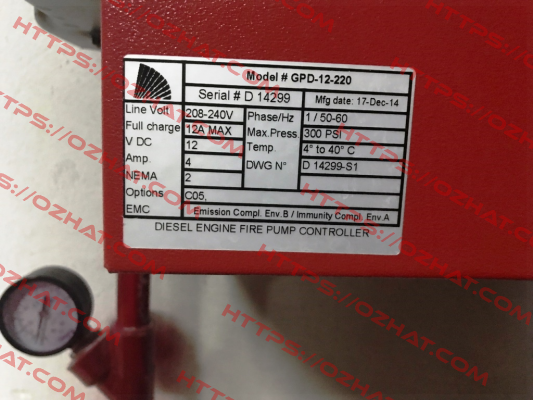 Model # GPD-12-220
Serial # D 14299 Mfg date: 17-Dec-14
Line Volt 208-240V Phase/Hz 1 / 50-60
Full charge 12A MAX Max.Press. 300 PSI
V DC 12 Temp. 4° to 40° C
Amp. 4 DWG N° D 14299-S1
NEMA 2
Options C05,
EMC Emission Compl. Env.B / Immunity Compl. Env.A
DIESEL ENGINE FIRE PUMP CONTROLLER
HTTPS://OZHAT.COM